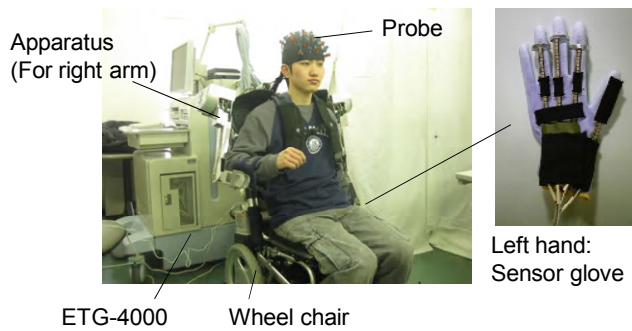 Apparatus
(For right arm)
Probe
Left hand:
Sensor glove
ETG-4000
Wheel chair